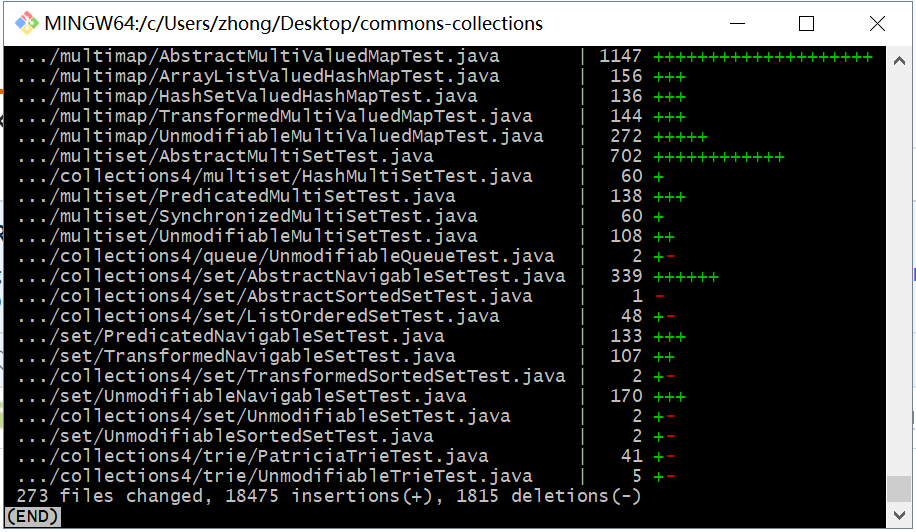 MINGW64:/c/Users/zhong/Desktop/commons-collections
.../multimap/AbstractMultiValuedMapTest.java | 1147 ++++++++++++++++++++
.../multimap/ArrayListValuedHashMapTest.java | 156 +++
.../multimap/HashSetValuedHashMapTest.java | 136 +++
.../multimap/TransformedMultiValuedMapTest.java | 144 +++
.../multimap/UnmodifiableMultiValuedMapTest.java | 272 +++++
.../multiset/AbstractMultiSetTest.java | 702 ++++++++++++
.../collections4/multiset/HashMultiSetTest.java | 60 +
.../multiset/PredicatedMultiSetTest.java | 138 +++
.../multiset/SynchronizedMultiSetTest.java | 60 +
.../multiset/UnmodifiableMultiSetTest.java | 108 ++
.../collections4/queue/UnmodifiableQueueTest.java | 2 +-
.../collections4/set/AbstractNavigableSetTest.java | 339 ++++++
.../collections4/set/AbstractSortedSetTest.java | 1 -
.../collections4/set/ListOrderedSetTest.java | 48 +-
.../set/PredicatedNavigableSetTest.java | 133 +++
.../set/TransformedNavigableSetTest.java | 107 ++
.../collections4/set/TransformedSortedSetTest.java | 2 +-
.../set/UnmodifiableNavigableSetTest.java | 170 +++
.../collections4/set/UnmodifiableSetTest.java | 2 +-
.../set/UnmodifiableSortedSetTest.java | 2 +-
.../collections4/trie/PatriciaTrieTest.java | 41 +-
.../collections4/trie/UnmodifiableTrieTest.java | 5 +-
273 files changed, 18475 insertions(+), 1815 deletions(-)
(END)